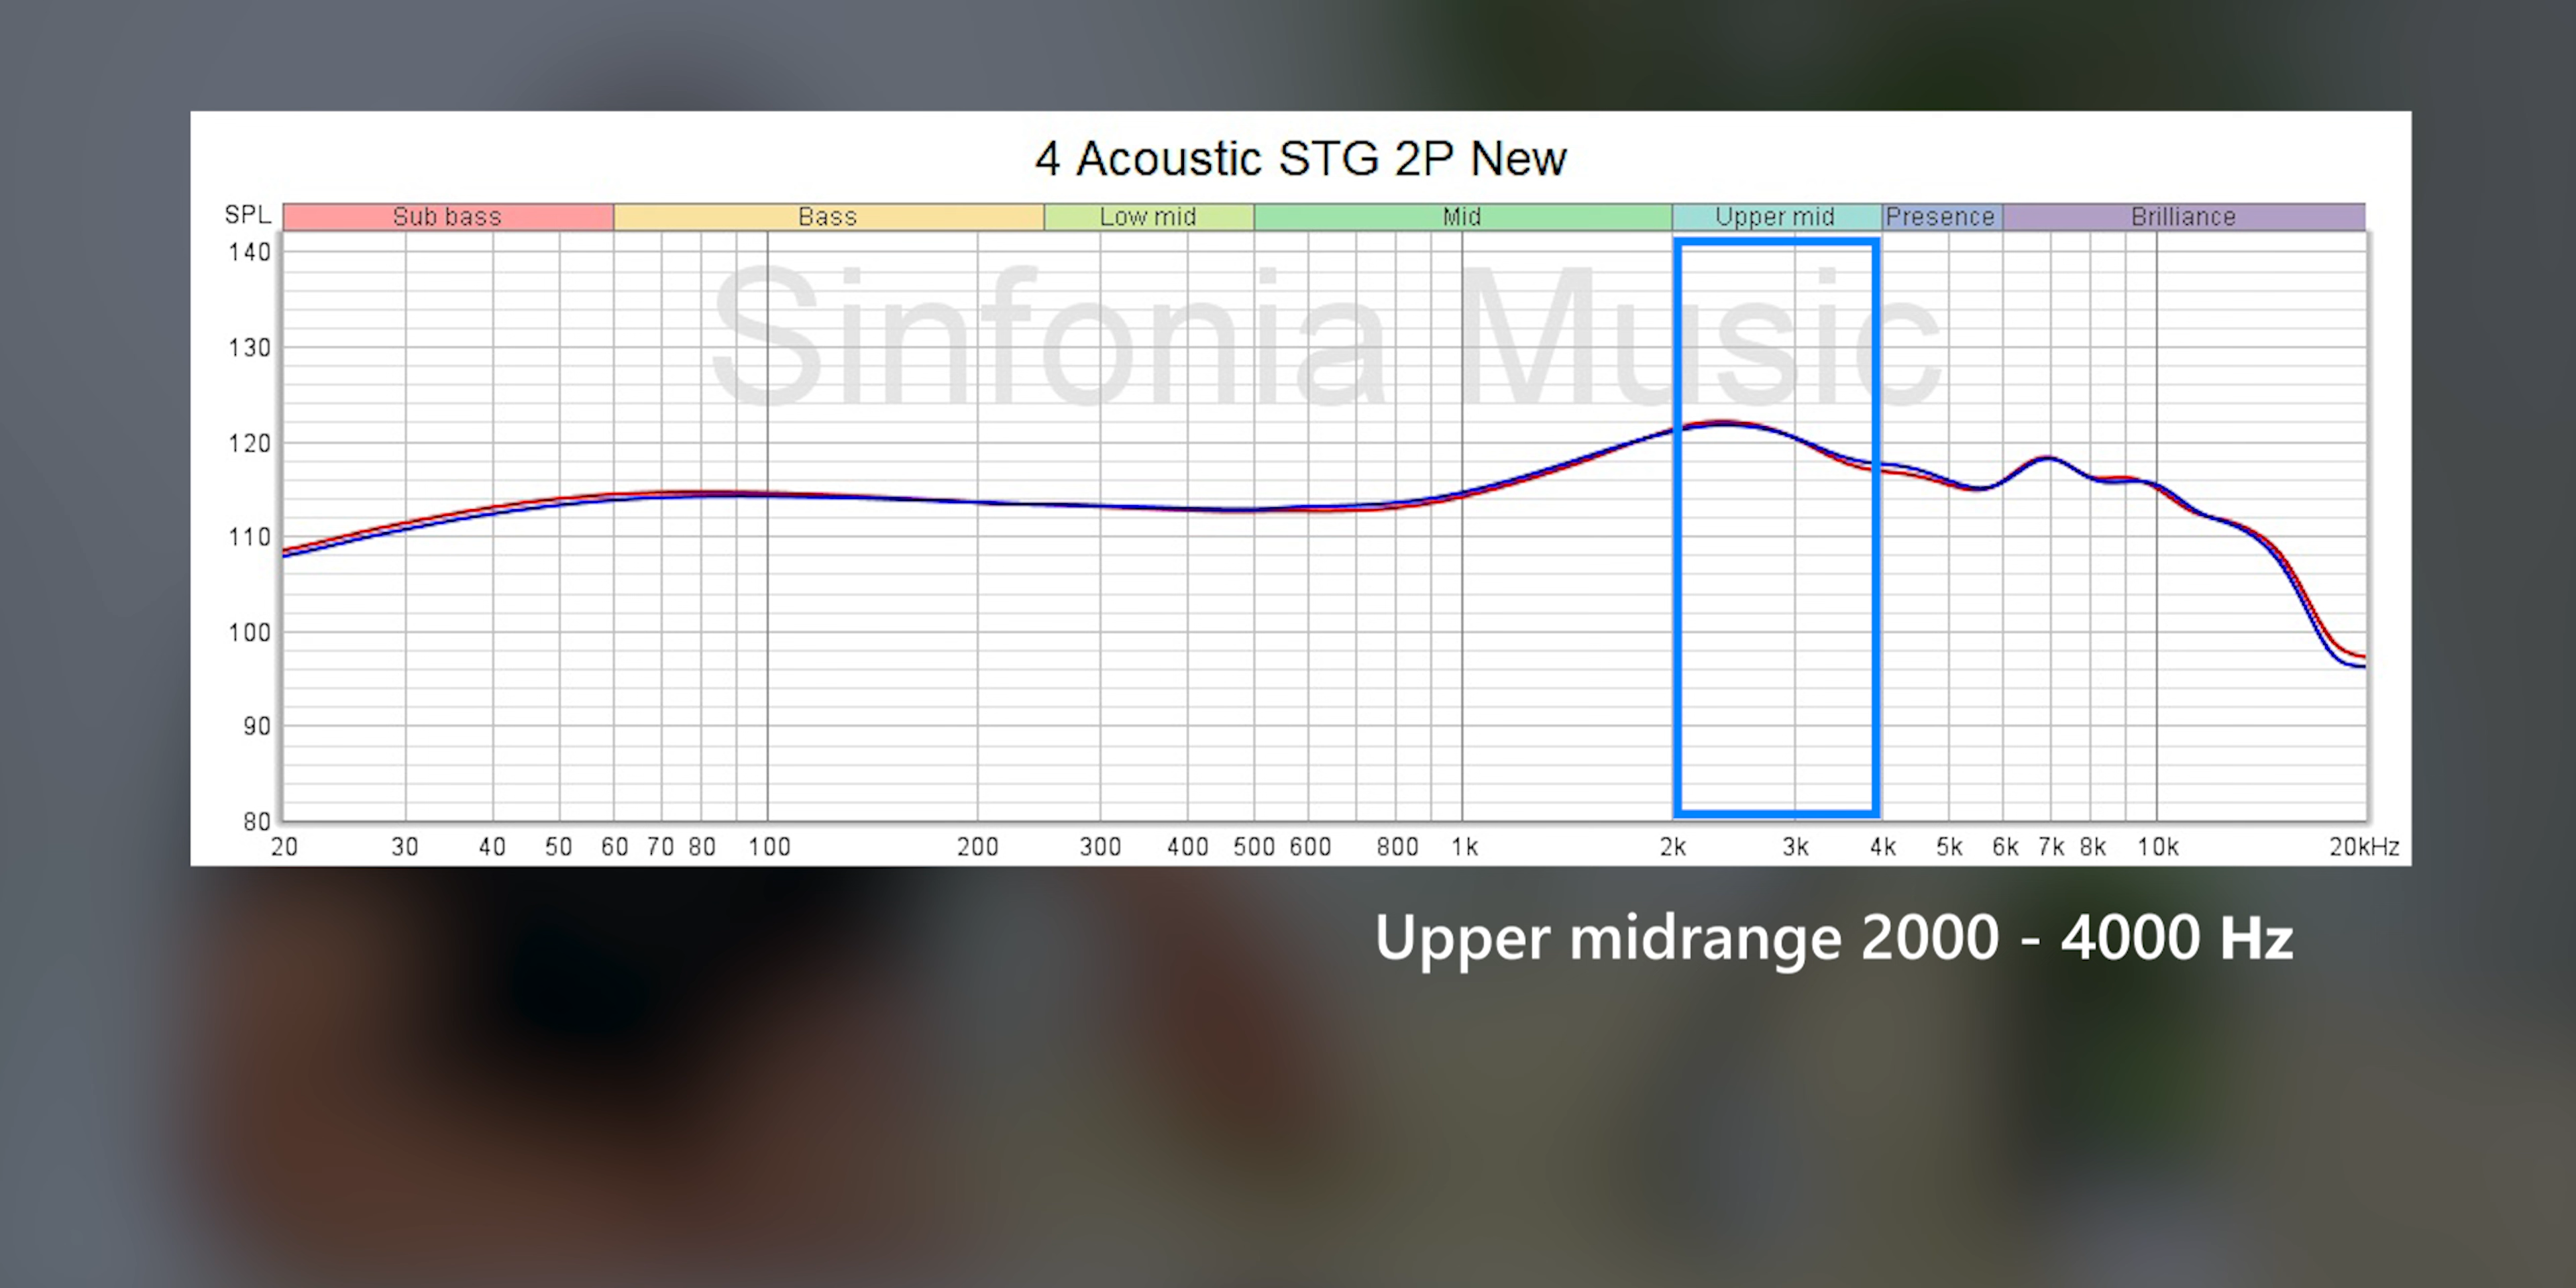 4 Acoustic STG 2P New
SPL Sub bass Bass Low mid Mid Upper mid Presence Brilliance
140
Sinfonia Music
130
120
110
100
90
80
20 30 40 50 60 70 80 100 200 300 400 500 600 800 1k 2k 3k 4k 5k 6k 7k 8k 10k 20kHz
Upper midrange 2000 - 4000 Hz